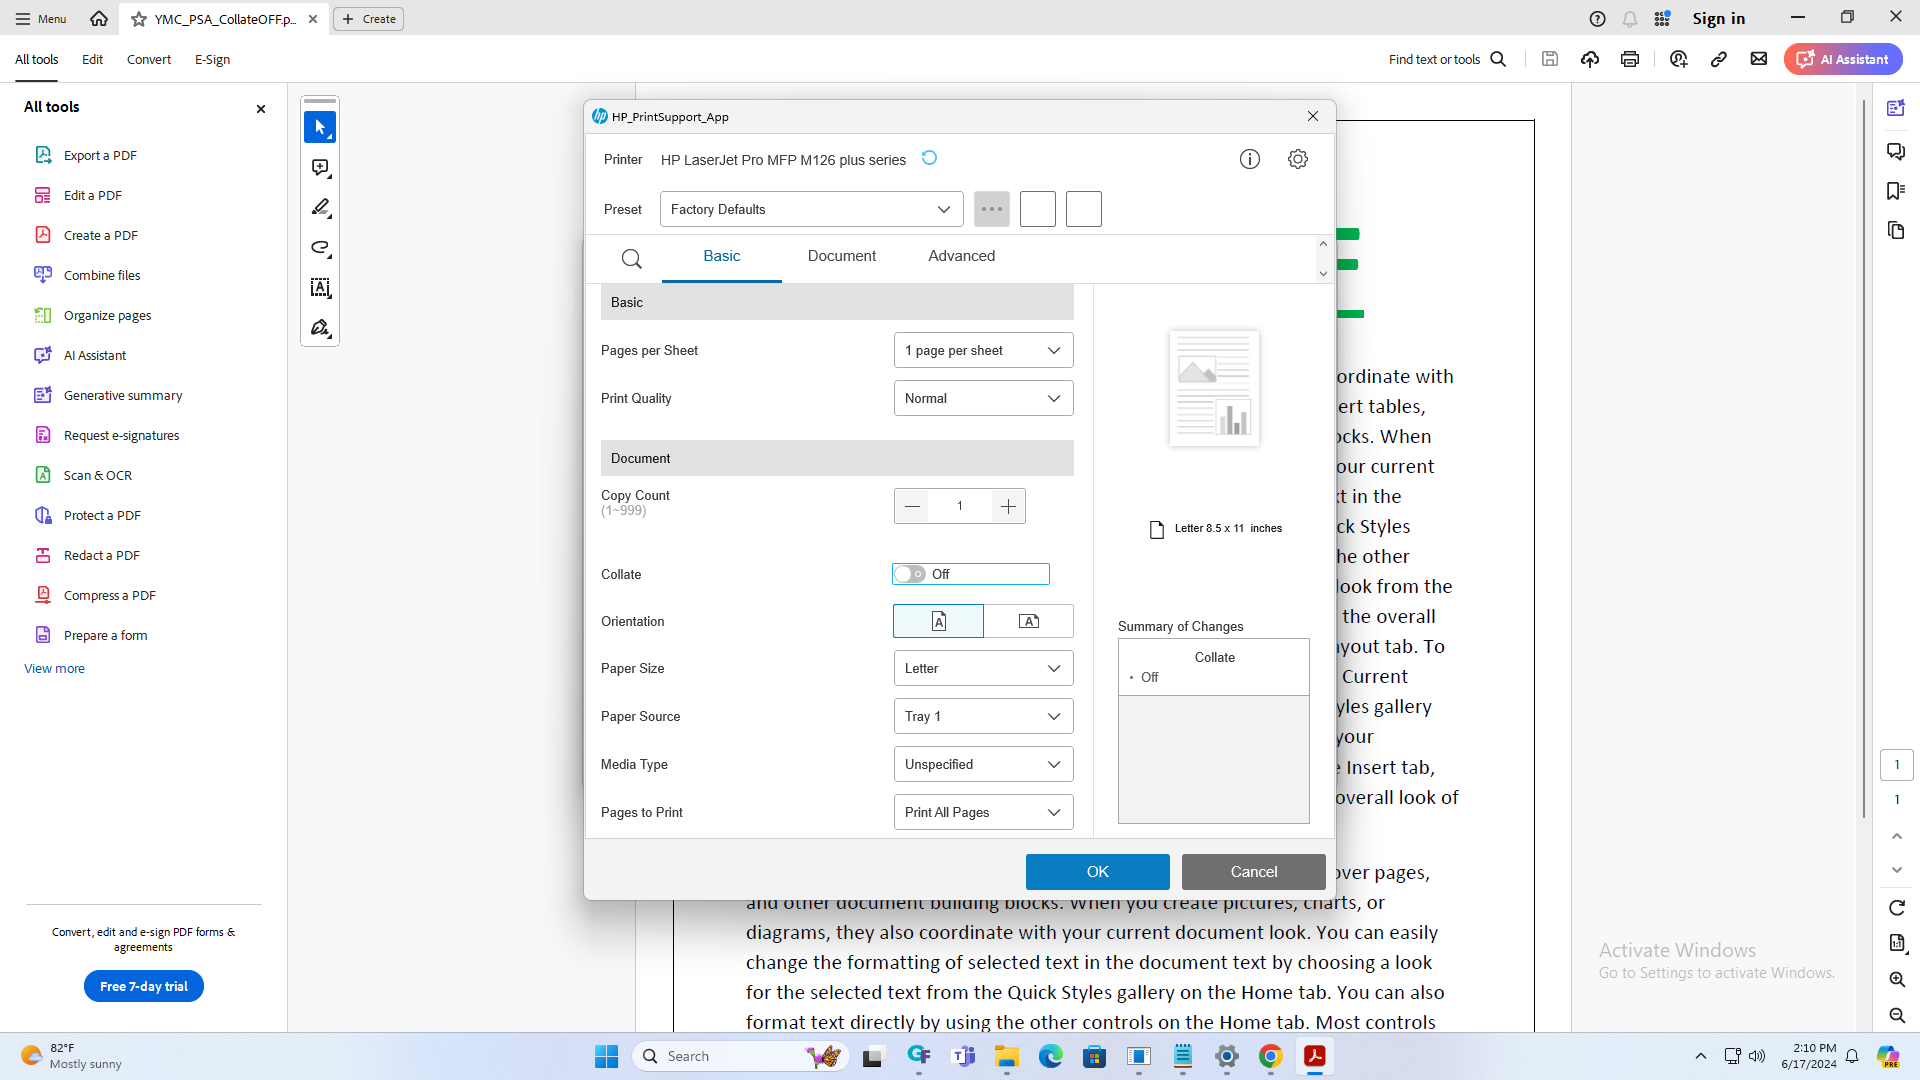 Menu
YMC_PSA_CollateOFF.p...
Create
Sign in
All tools
Edit
Convert
E-Sign
Find text or tools
AI Assistant
All tools
Export a PDF
Edit a PDF
Create a PDF
Combine files
Organize pages
AI Assistant
Generative summary
Request e-signatures
Scan & OCR
Protect a PDF
Redact a PDF
Compress a PDF
Prepare a form
View more
Convert, edit and e-sign PDF forms &
agreements
Free 7-day trial
HP_PrintSupport_App
Printer HP LaserJet Pro MFP M126 plus series
Preset Factory Defaults
Basic Document Advanced
Basic
Pages per Sheet 1 page per sheet
Print Quality Normal
Document
Copy Count
(1~999)
1
Collate Off
Orientation
Paper Size Letter
Paper Source Tray 1
Media Type Unspecified
Pages to Print Print All Pages
Letter 8.5 x 11 inches
Summary of Changes
Collate
• Off
OK
Cancel
ordinate with
ert tables,
ocks. When
our current
xt in the
ck Styles
he other
look from the
the overall
ayout tab. To
Current
yles gallery
your
e Insert tab,
overall look of
over pages,
and other document building blocks. When you create pictures, charts, or
diagrams, they also coordinate with your current document look. You can easily
change the formatting of selected text in the document text by choosing a look
for the selected text from the Quick Styles gallery on the Home tab. You can also
format text directly by using the other controls on the Home tab. Most controls
1
1
Activate Windows
Go to Settings to activate Windows.
82°F
Mostly sunny
Search
2:10 PM
6/17/2024
PRE